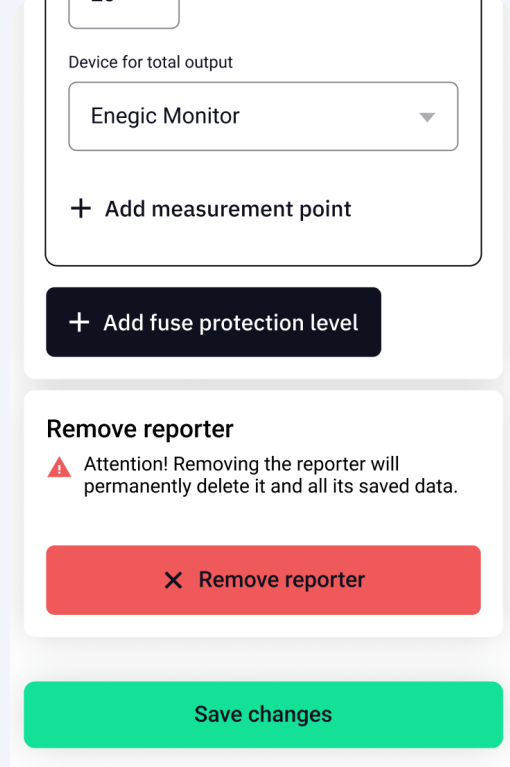 Device for total output
Enegic Monitor
Add measurement point
Add fuse protection level
Remove reporter
Attention! Removing the reporter will
permanently delete it and all its saved data.
Remove reporter
Save changes